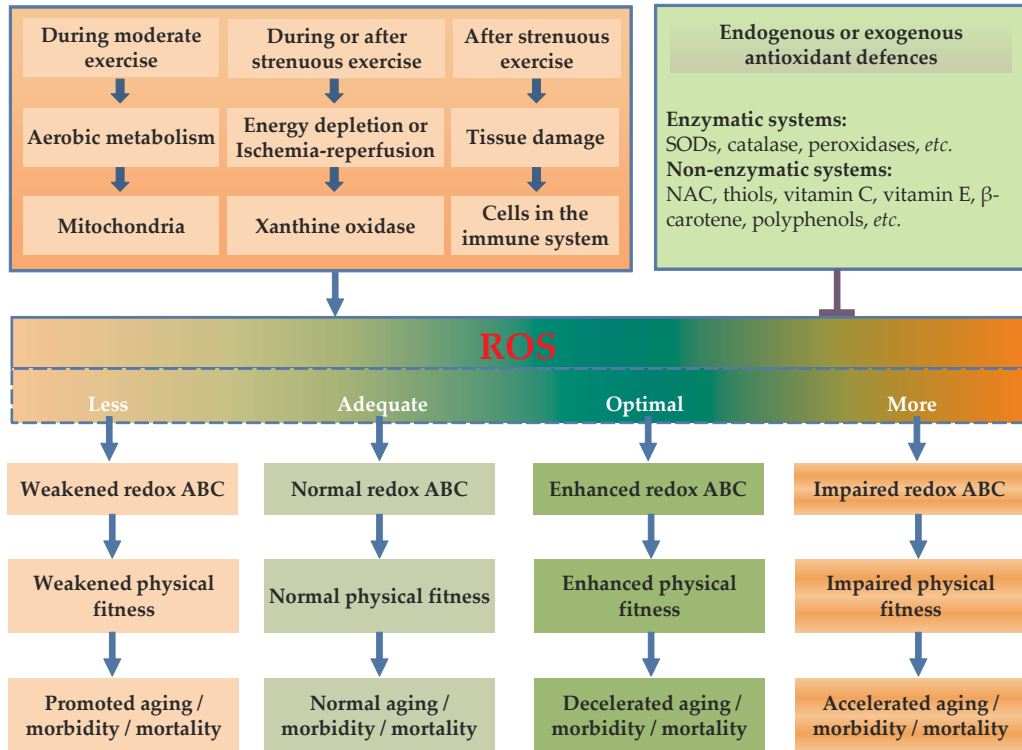 During moderate
exercise
Aerobic metabolism
Mitochondria
During or after
strenuous exercise
Energy depletion or
Ischemia-reperfusion
Xanthine oxidase
After strenuous
exercise
Tissue damage
Cells in the
immune system
Endogenous or exogenous
antioxidant defences
Enzymatic systems:
SODs, catalase, peroxidases, etc.
Non-enzymatic systems:
NAC, thiols, vitamin C, vitamin E, β-
carotene, polyphenols, etc.
ROS
Less
Adequate
Optimal
More
Weakened redox ABC
Weakened physical
fitness
Promoted aging /
morbidity / mortality
Normal redox ABC
Normal physical fitness
Normal aging /
morbidity / mortality
Enhanced redox ABC
Enhanced physical
fitness
Decelerated aging /
morbidity / mortality
Impaired redox ABC
Impaired physical
fitness
Accelerated aging /
morbidity / mortality